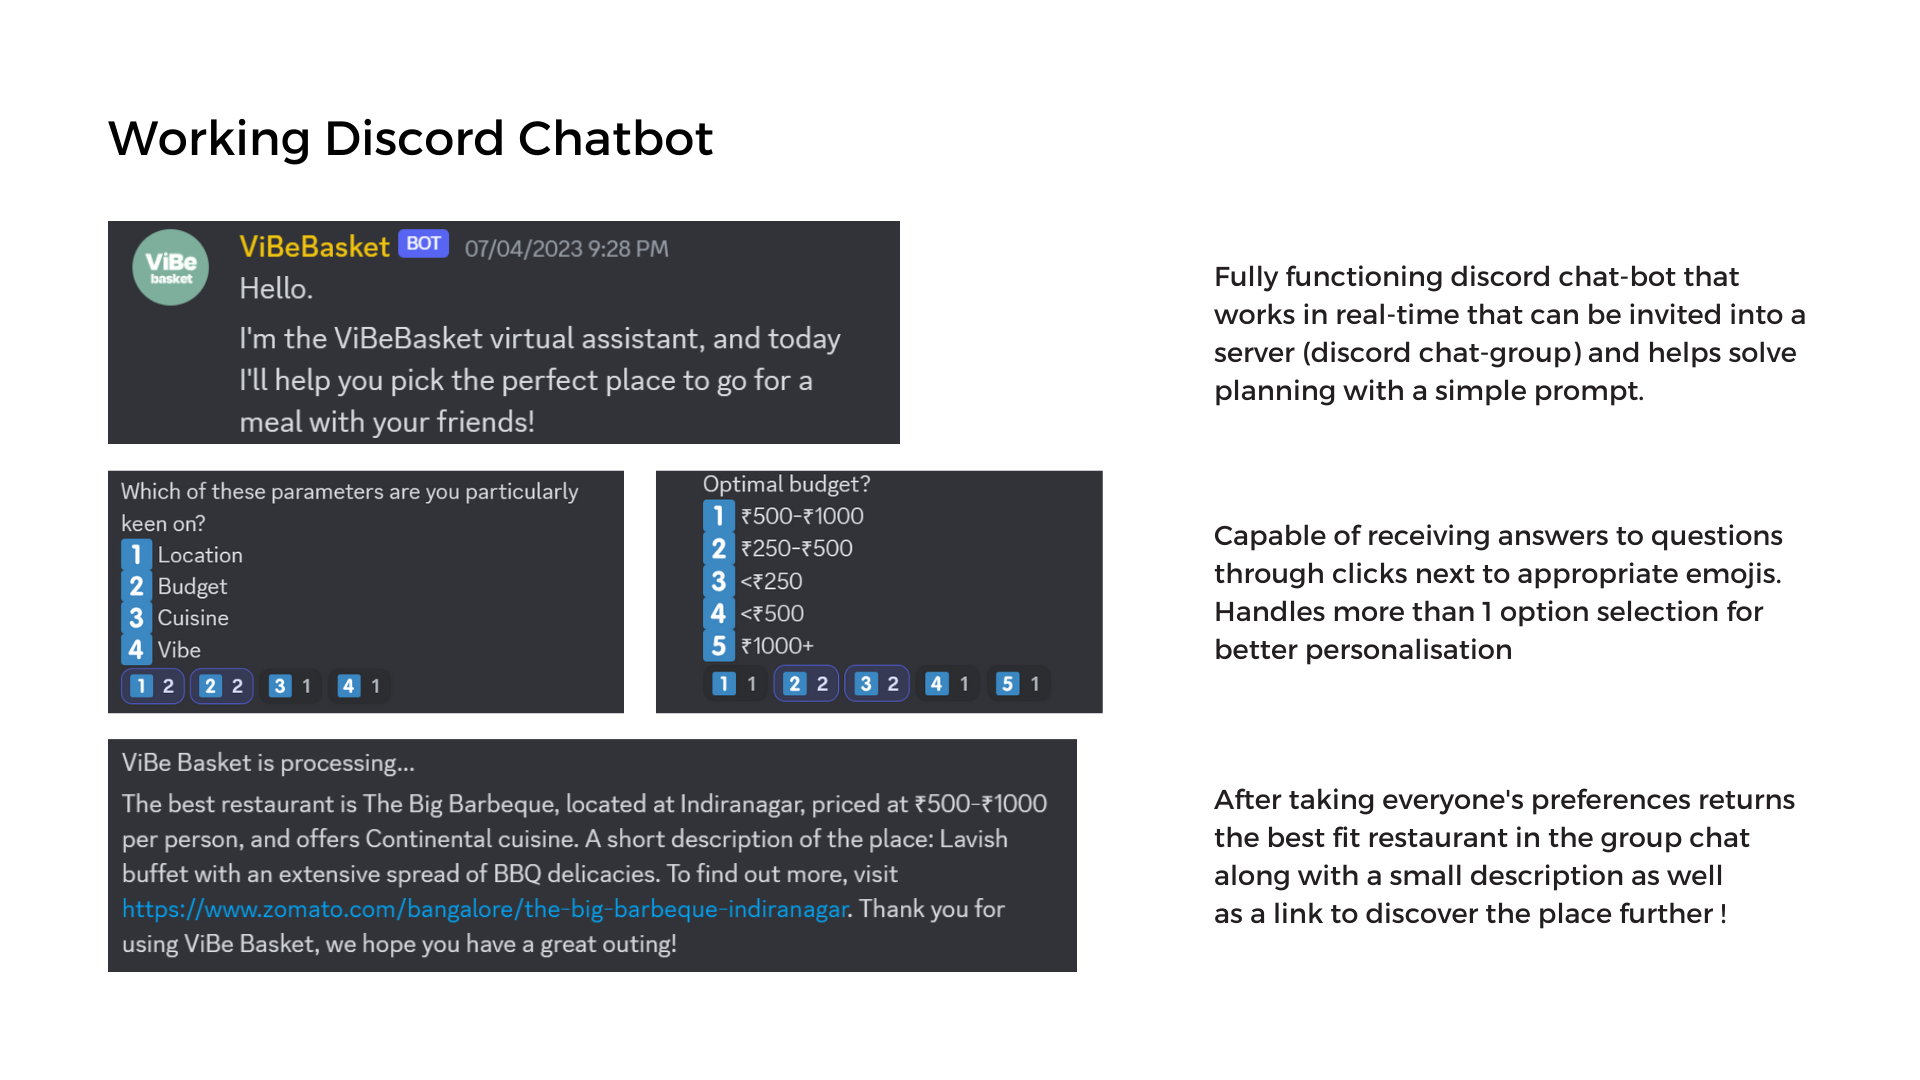 Working Discord Chatbot
ViBe
basket
ViBeBasket BOT 07/04/2023 9:28 PM
Hello.
I'm the ViBeBasket virtual assistant, and today
I'll help you pick the perfect place to go for a
meal with your friends!
Fully functioning discord chat-bot that
works in real-time that can be invited into a
server (discord chat-group) and helps solve
planning with a simple prompt.
Which of these parameters are you particularly
keen on?
1 Location
2 Budget
3 Cuisine
4 Vibe
1 2 2 2 3 1 4 1
Optimal budget?
1 ₹500-₹1000
2 ₹250-₹500
3 <₹250
4 <₹500
5 ₹1000+
1 1 2 2 3 2 4 1 5 1
Capable of receiving answers to questions
through clicks next to appropriate emojis.
Handles more than 1 option selection for
better personalisation
ViBe Basket is processing...
The best restaurant is The Big Barbeque, located at Indiranagar, priced at ₹500-₹1000
per person, and offers Continental cuisine. A short description of the place: Lavish
buffet with an extensive spread of BBQ delicacies. To find out more, visit
https://www.zomato.com/bangalore/the-big-barbeque-indiranagar. Thank you for
using ViBe Basket, we hope you have a great outing!
After taking everyone's preferences returns
the best fit restaurant in the group chat
along with a small description as well
as a link to discover the place further !